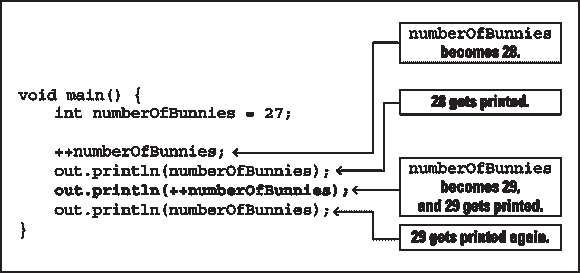 numberOfBunnies
becomes 28.
void main() {
int numberOfBunnies = 27;
28 gets printed.
++numberOfBunnies;
out.println(numberOfBunnies);
out.println(++numberOfBunnies);
out.println(numberOfBunnies);
}
numberOfBunnies
becomes 29,
and 29 gets printed.
29 gets printed again.